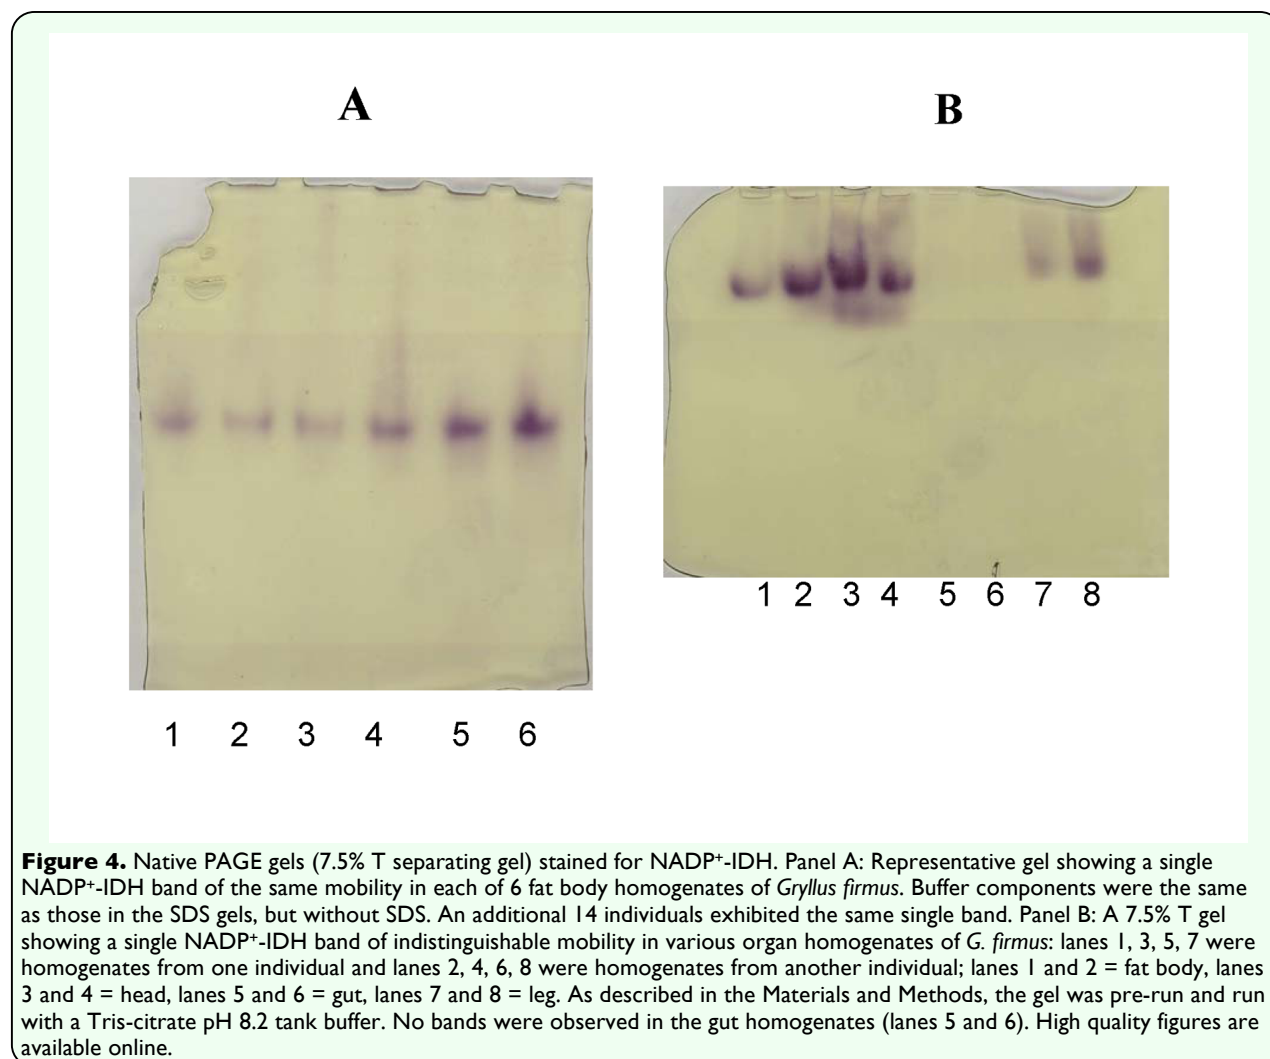 A
B
1 2 3 4 5 6
1 2 3 4 5 6 7 8
Figure 4. Native PAGE gels (7.5% T separating gel) stained for NADP⁺-IDH. Panel A: Representative gel showing a single
NADP⁺-IDH band of the same mobility in each of 6 fat body homogenates of Gryllus firmus. Buffer components were the same
as those in the SDS gels, but without SDS. An additional 14 individuals exhibited the same single band. Panel B: A 7.5% T gel
showing a single NADP⁺-IDH band of indistinguishable mobility in various organ homogenates of G. firmus: lanes 1, 3, 5, 7 were
homogenates from one individual and lanes 2, 4, 6, 8 were homogenates from another individual; lanes 1 and 2 = fat body, lanes
3 and 4 = head, lanes 5 and 6 = gut, lanes 7 and 8 = leg. As described in the Materials and Methods, the gel was pre-run and run
with a Tris-citrate pH 8.2 tank buffer. No bands were observed in the gut homogenates (lanes 5 and 6). High quality figures are
available online.